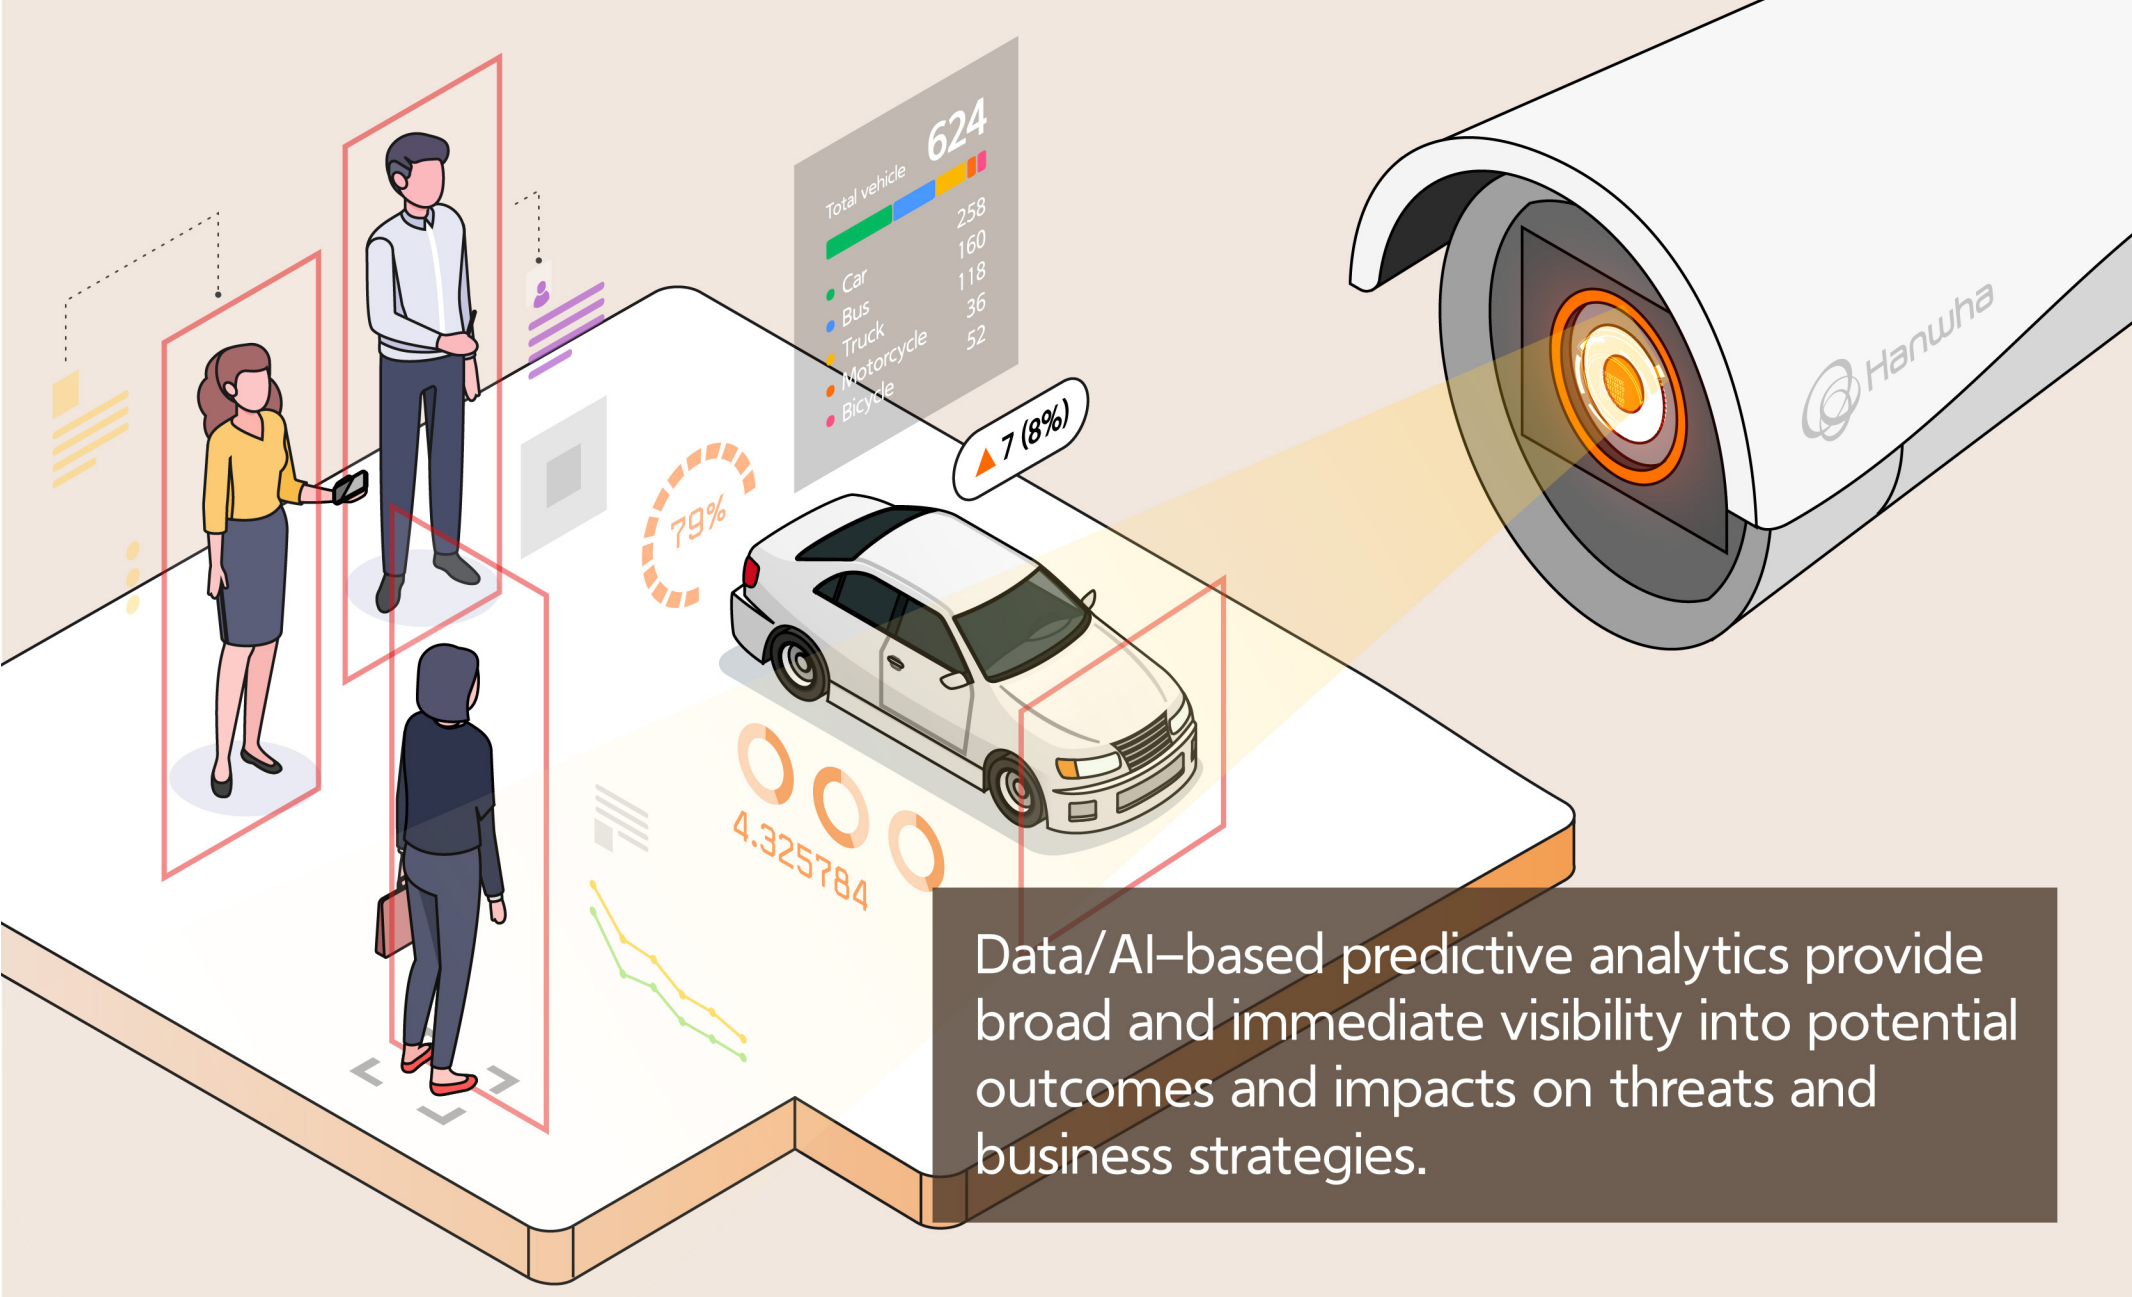 624
Total vehicle
258
160
118
36
52
Car
Bus
Truck
Motorcycle
Bicycle
7 (8%)
79%
4.325784
Hanwha
Data/AI–based predictive analytics provide
broad and immediate visibility into potential
outcomes and impacts on threats and
business strategies.